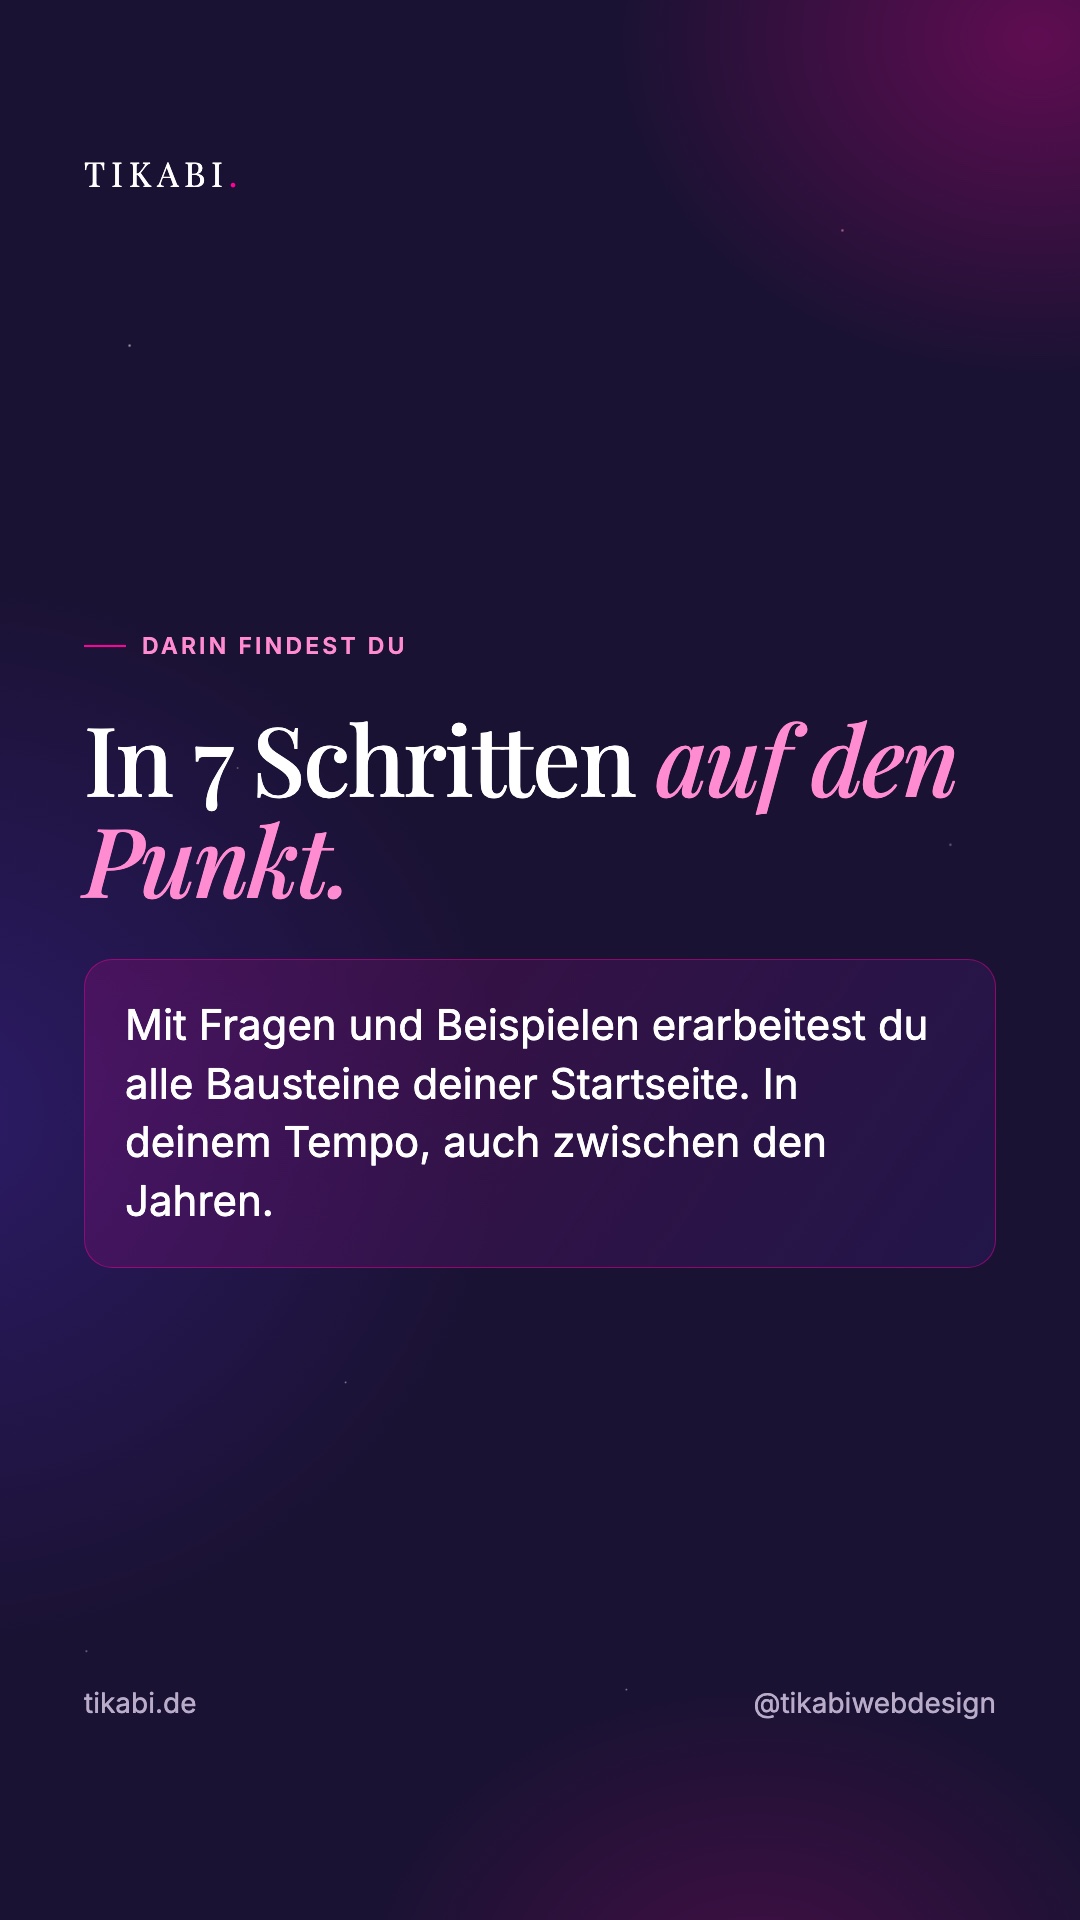 TIKABI.
DARIN FINDEST DU
In 7 Schritten auf den
Punkt.
Mit Fragen und Beispielen erarbeitest du
alle Bausteine deiner Startseite. In
deinem Tempo, auch zwischen den
Jahren.
tikabi.de
@tikabiwebdesign